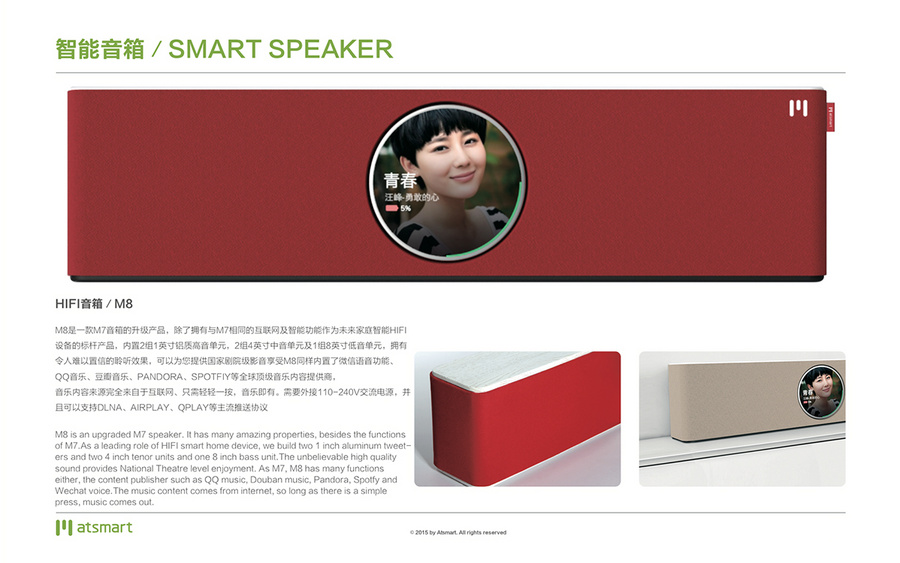 智能音箱 / SMART SPEAKER
青春
汪峰-勇敢的心
5%
HIFI音箱 / M8
M8是一款M7音箱的升级产品，除了拥有与M7相同的互联网及智能功能作为未来家庭智能HIFI
设备的标杆产品，内置2组1英寸铝质高音单元，2组4英寸中音单元及1组8英寸低音单元，拥有
令人难以置信的聆听效果，可以为您提供国家剧院级影音享受M8同样内置了微信语音功能、
QQ音乐、豆瓣音乐、PANDORA、SPOTFIY等全球顶级音乐内容提供商，
音乐内容来源完全来自于互联网、只需轻轻一按，音乐即有。需要外接110~240V交流电源，并
且可以支持DLNA、AIRPLAY、QPLAY等主流推送协议
M8 is an upgraded M7 speaker. It has many amazing properties, besides the functions
of M7.As a leading role of HIFI smart home device, we build two 1 inch aluminum tweet-
ers and two 4 inch tenor units and one 8 inch bass unit.The unbelievable high quality
sound provides National Theatre level enjoyment. As M7, M8 has many functions
either, the content publisher such as QQ music, Douban music, Pandora, Spotfy and
Wechat voice.The music content comes from internet, so long as there is a simple
press, music comes out.
青春
atsmart
© 2015 by Atsmart. All rights reserved